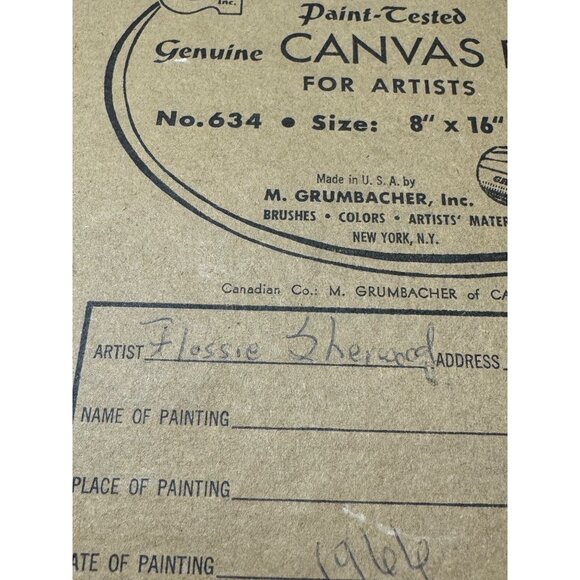 Inc.
Paint-Tested
Genuine CANVAS
FOR ARTISTS
No. 634 • Size: 8" x 16"
Made in U. S. A. by
M. GRUMBACHER, Inc.
BRUSHES • COLORS • ARTISTS' MATER
NEW YORK, N.Y.
Canadian Co.: M. GRUMBACHER of CA
ARTIST Flossie Sherwood ADDRESS
NAME OF PAINTING
PLACE OF PAINTING
ATE OF PAINTING 1966